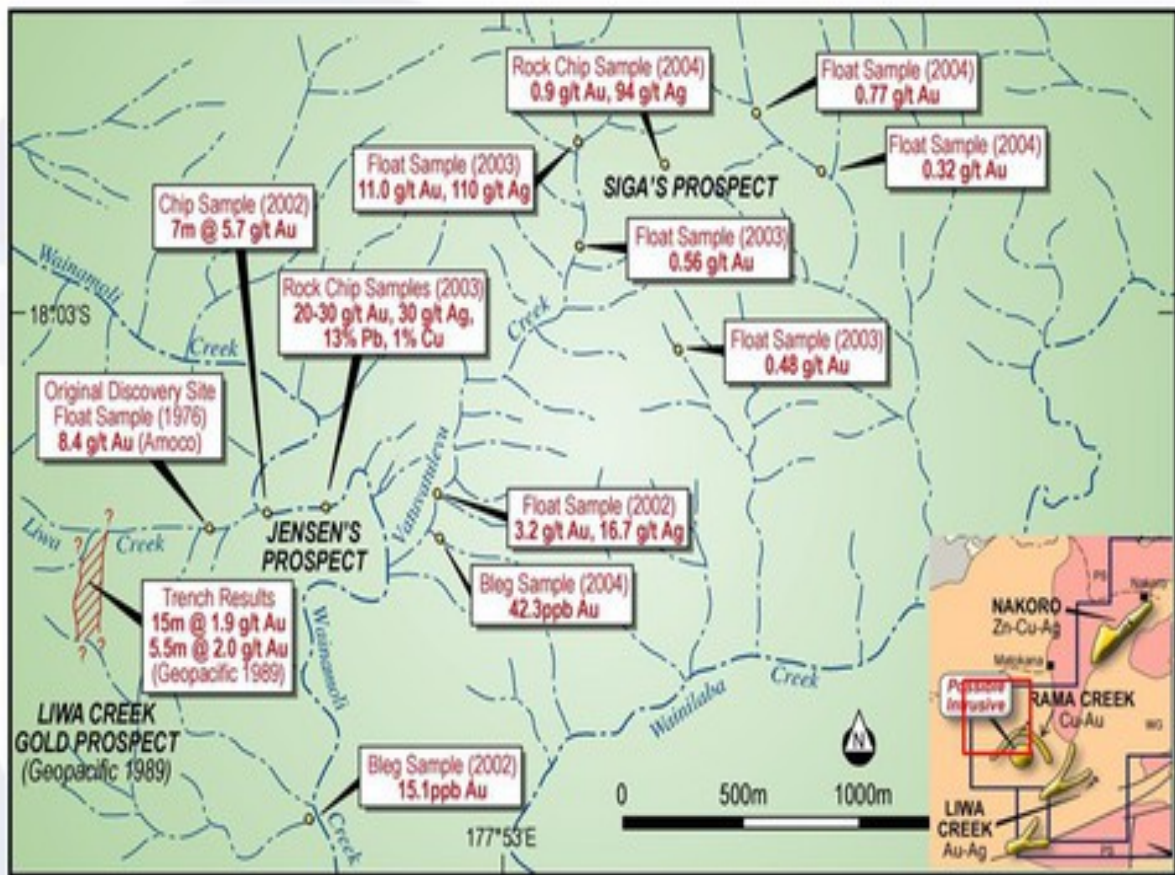 Rock Chip Sample (2004)
0.9 g/t Au, 94 g/t Ag
Float Sample (2004)
0.77 g/t Au
Float Sample (2003)
11.0 g/t Au, 110 g/t Ag
SIGA'S PROSPECT
Float Sample (2004)
0.32 g/t Au
Chip Sample (2002)
7m @ 5.7 g/t Au
Float Sample (2003)
0.56 g/t Au
Wainamoli
Creek
18°03'S
Rock Chip Samples (2003)
20-30 g/t Au, 30 g/t Ag,
13% Pb, 1% Cu
Creek
Float Sample (2003)
0.48 g/t Au
Original Discovery Site
Float Sample (1976)
8.4 g/t Au (Amoco)
Vanuvatulevu
Float Sample (2002)
3.2 g/t Au, 16.7 g/t Ag
Liwa
Creek
JENSEN'S
PROSPECT
?
?
Bleg Sample (2004)
42.3ppb Au
Trench Results
15m @ 1.9 g/t Au
5.5m @ 2.0 g/t Au
(Geopacific 1989)
?
?
Wainamoli
Creek
Wainilaba
Creek
LIWA CREEK
GOLD PROSPECT
(Geopacific 1989)
Bleg Sample (2002)
15.1ppb Au
177°53'E
N
0
500m
1000m
Nakoro
NAKORO
Zn-Cu-Ag
Matokana
Possible
Intrusive
RAMA CREEK
Cu-Au
LIWA
CREEK
Au-Ag